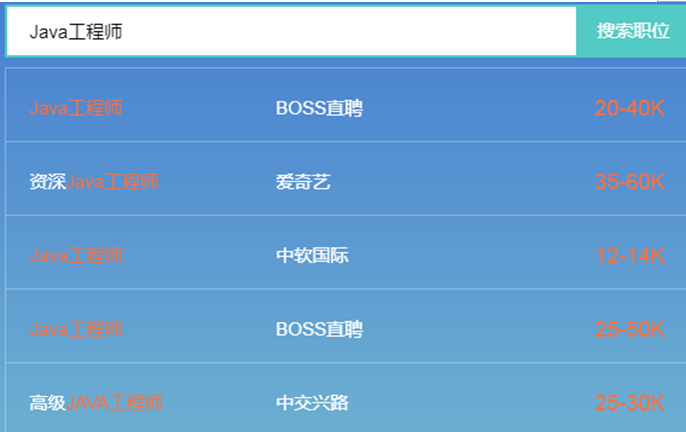 Java工程师 搜索职位
Java工程师 BOSS直聘 20-40K
资深Java工程师 爱奇艺 35-60K
Java工程师 中软国际 12-14K
Java工程师 BOSS直聘 25-50K
高级JAVA工程师 中交兴路 25-30K